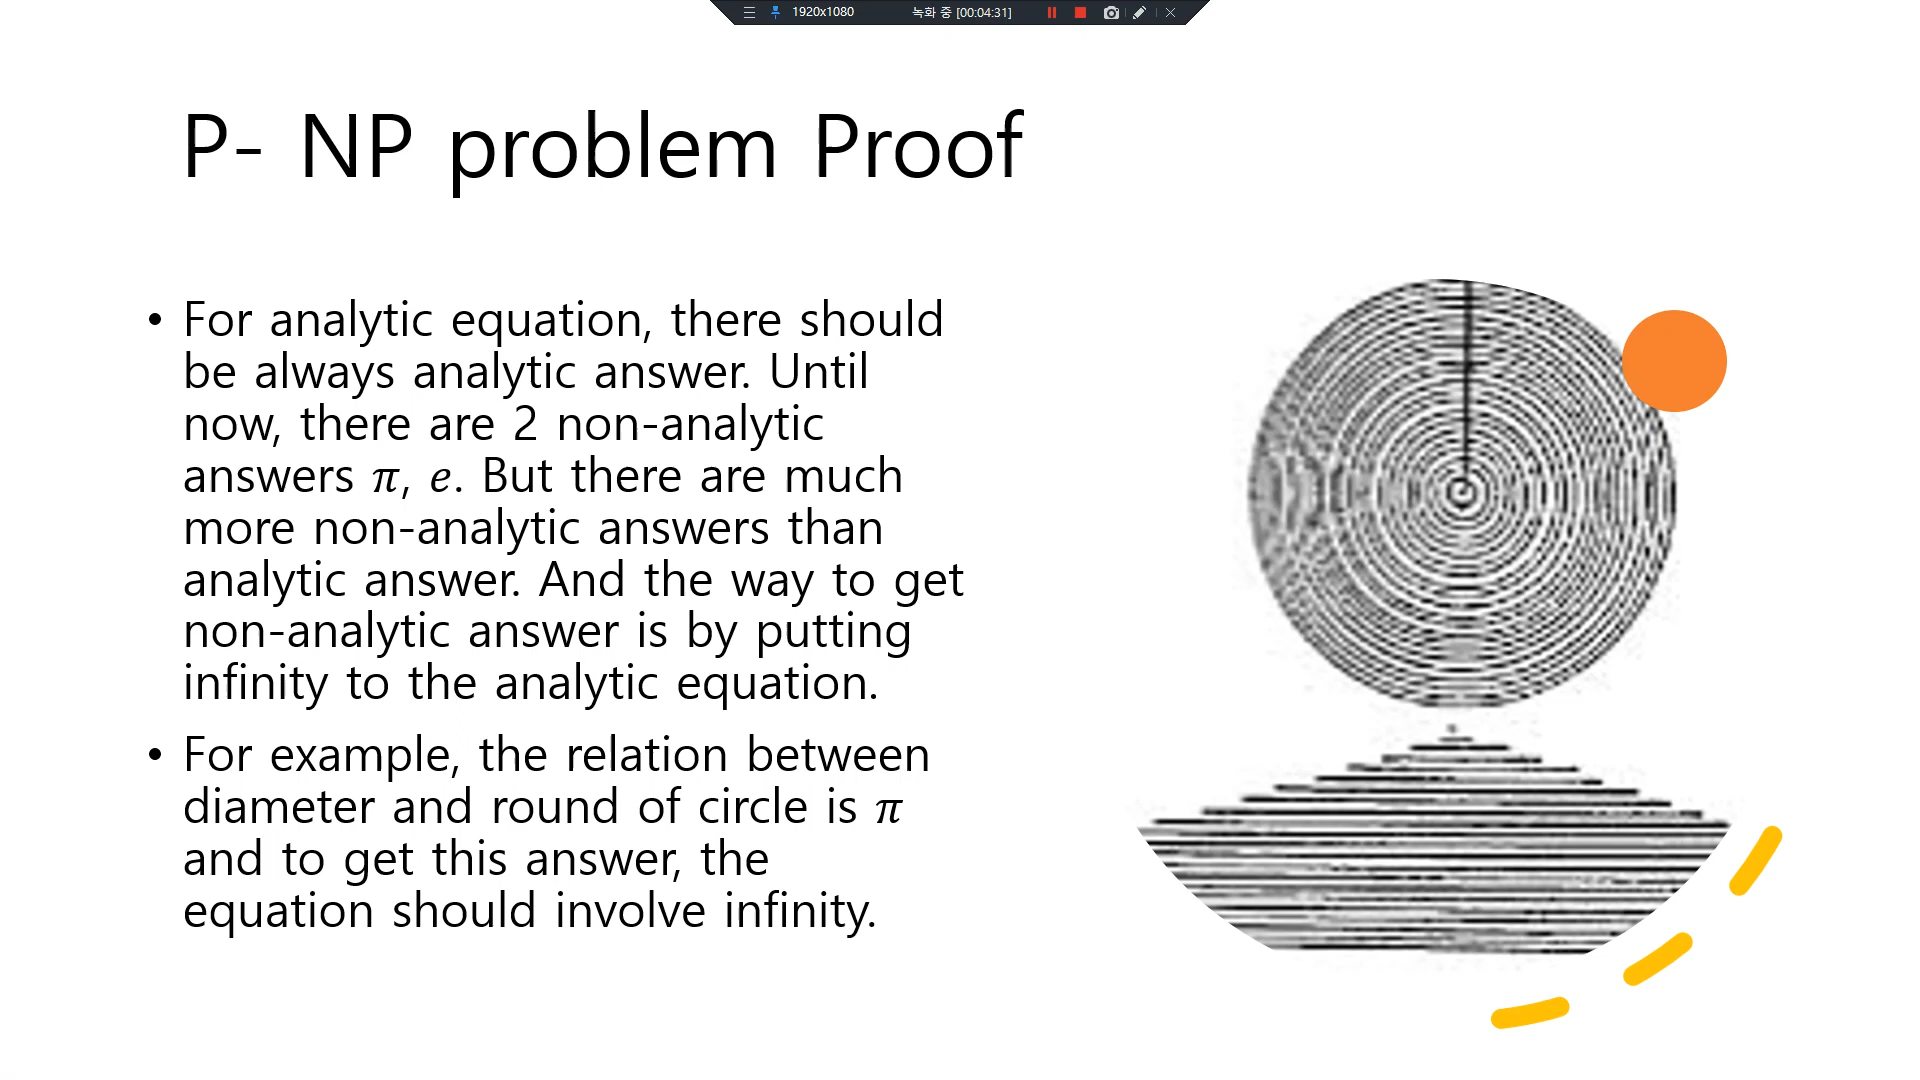 1920x1080 녹화 중 [00:04:31]
P- NP problem Proof
• For analytic equation, there should
be always analytic answer. Until
now, there are 2 non-analytic
answers 𝜋, 𝑒. But there are much
more non-analytic answers than
analytic answer. And the way to get
non-analytic answer is by putting
infinity to the analytic equation.
• For example, the relation between
diameter and round of circle is 𝜋
and to get this answer, the
equation should involve infinity.